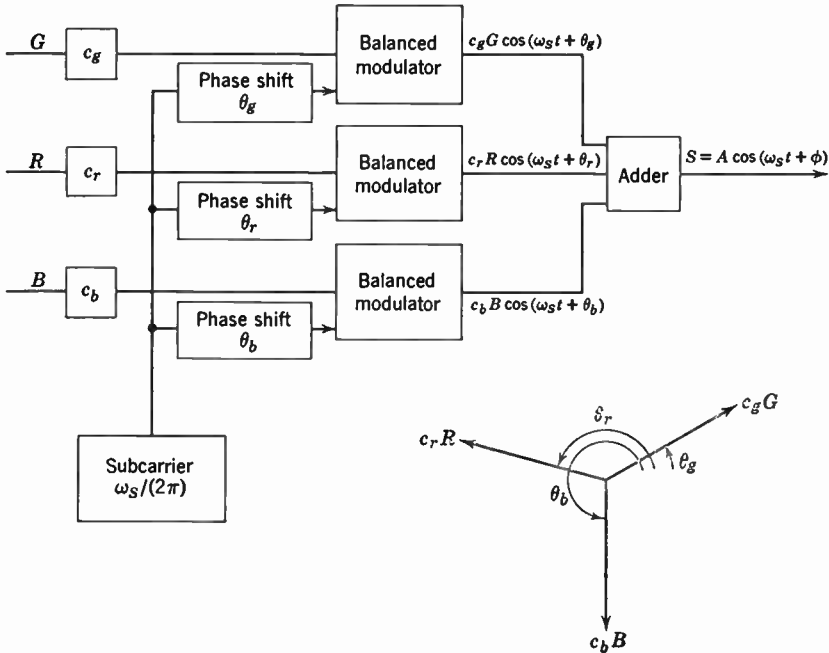 G
c_g
Balanced modulator
c_g G cos (ω_S t + θ_g)
Phase shift
θ_g
R
c_r
Balanced modulator
c_r R cos (ω_S t + θ_r)
Adder
S = A cos (ω_S t + ϕ)
Phase shift
θ_r
B
c_b
Balanced modulator
c_b B cos (ω_S t + θ_b)
Phase shift
θ_b
Subcarrier
ω_S/(2π)
c_g G
c_r R
θ_r
θ_g
θ_b
c_b B